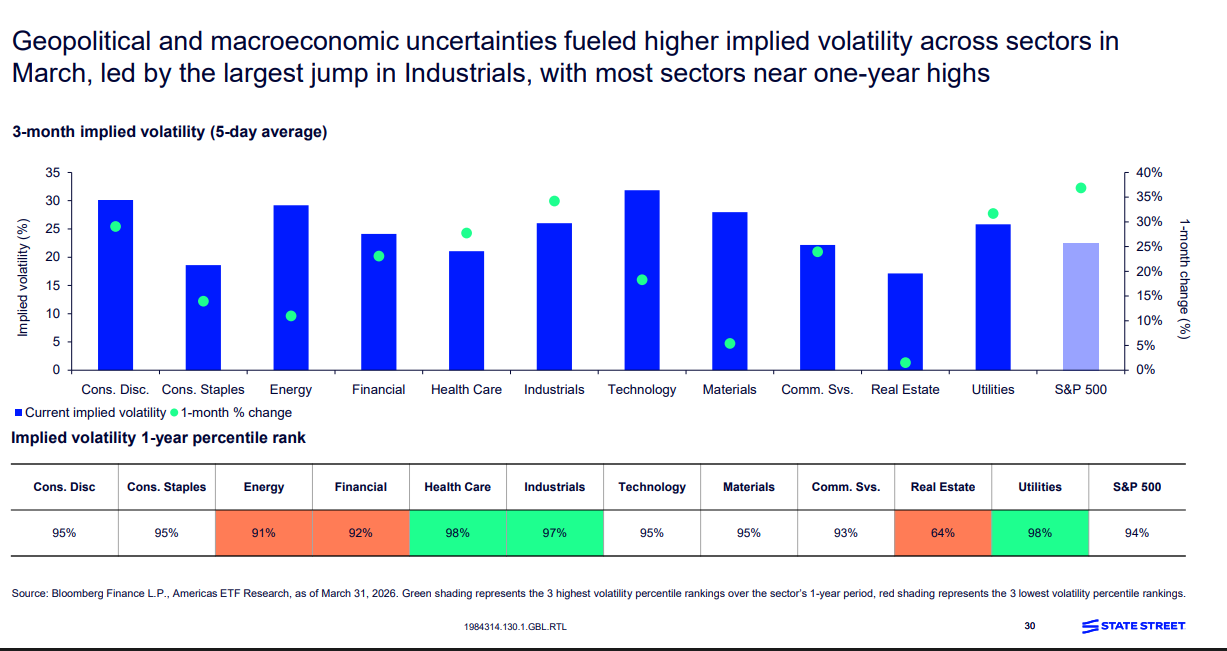 Geopolitical and macroeconomic uncertainties fueled higher implied volatility across sectors in
March, led by the largest jump in Industrials, with most sectors near one-year highs
3-month implied volatility (5-day average)
Implied volatility (%)
35
30
25
20
15
10
5
0
40%
35%
30%
25%
20%
15%
10%
5%
0%
1-month change (%)
Cons. Disc. Cons. Staples Energy Financial Health Care Industrials Technology Materials Comm. Svs. Real Estate Utilities S&P 500
Current implied volatility 1-month % change
Implied volatility 1-year percentile rank
Cons. Disc Cons. Staples Energy Financial Health Care Industrials Technology Materials Comm. Svs. Real Estate Utilities S&P 500
95% 95% 91% 92% 98% 97% 95% 95% 93% 64% 98% 94%
Source: Bloomberg Finance L.P., Americas ETF Research, as of March 31, 2026. Green shading represents the 3 highest volatility percentile rankings over the sector's 1-year period, red shading represents the 3 lowest volatility percentile rankings.
1984314.130.1.GBL.RTL
30
STATE STREET